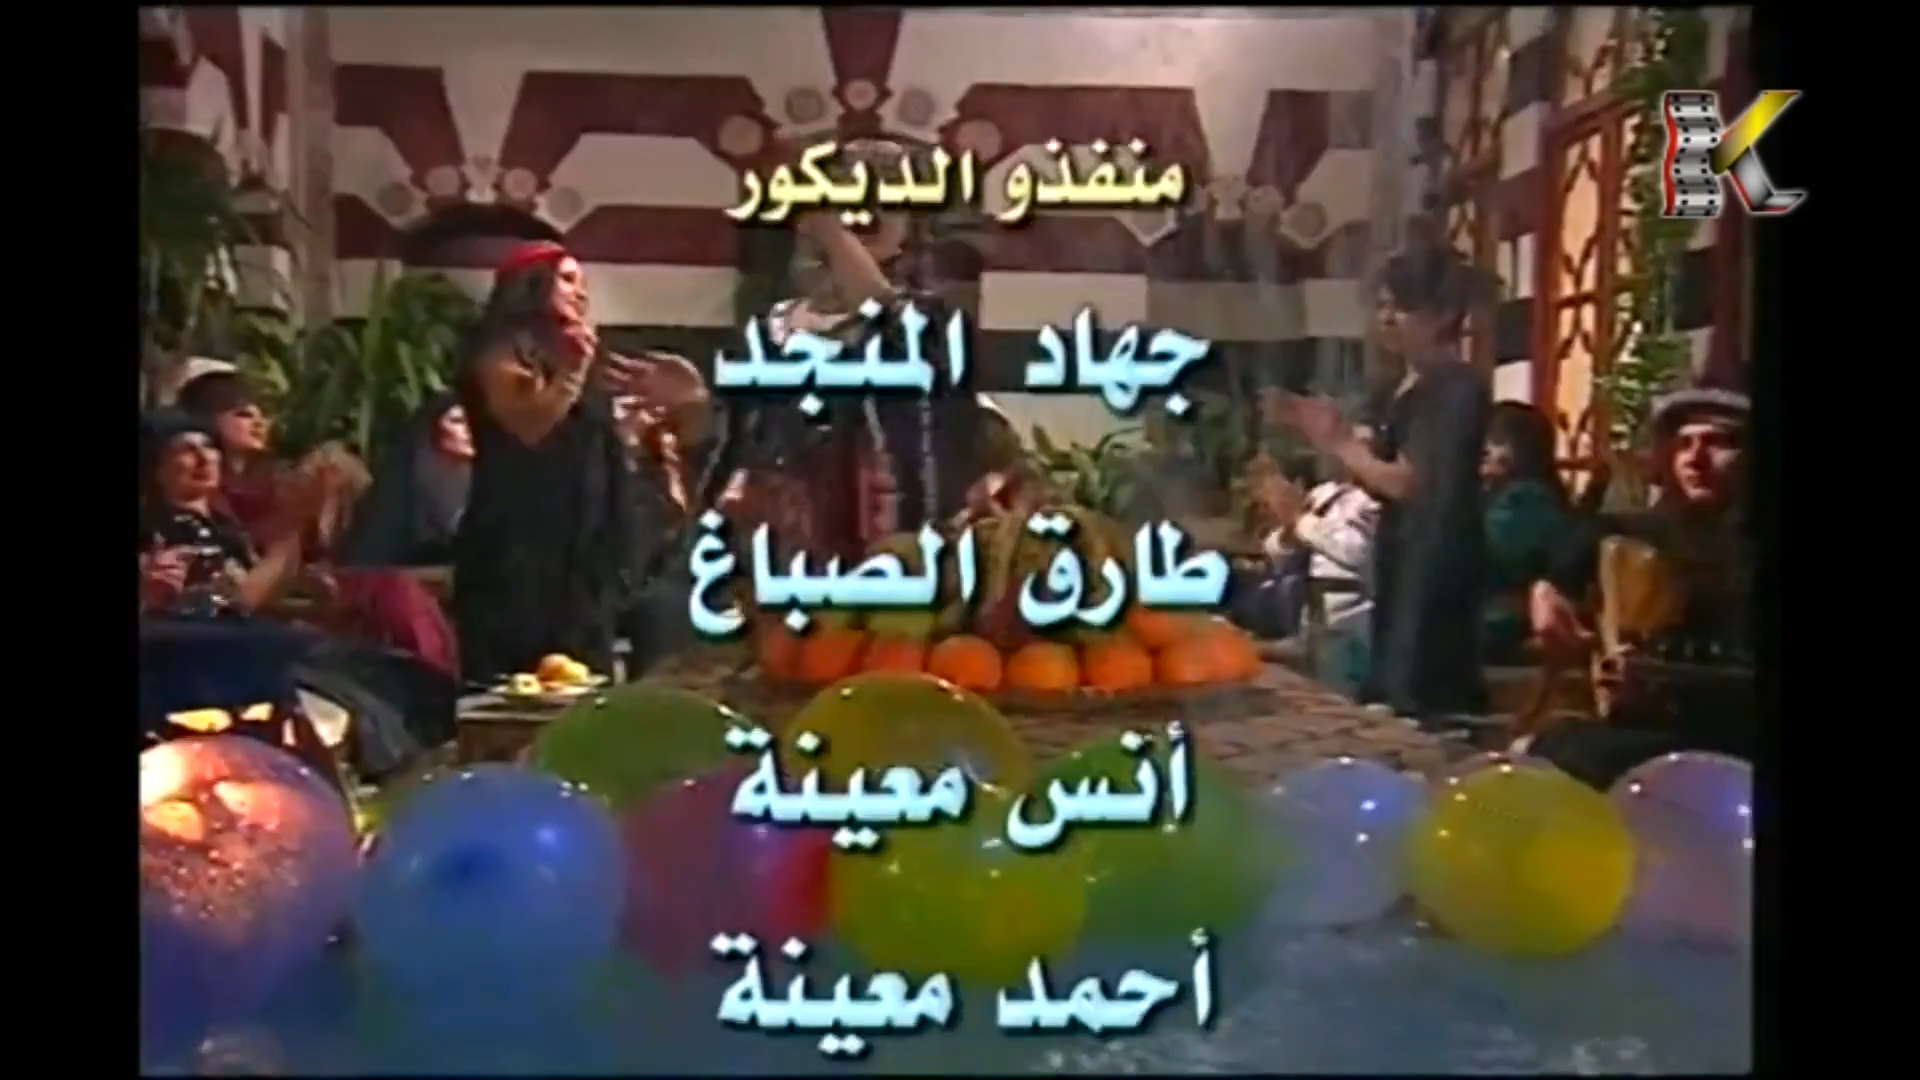 منفذو الديكور
جهاد المنجد
طارق الصباغ
أنس معينة
أحمد معينة